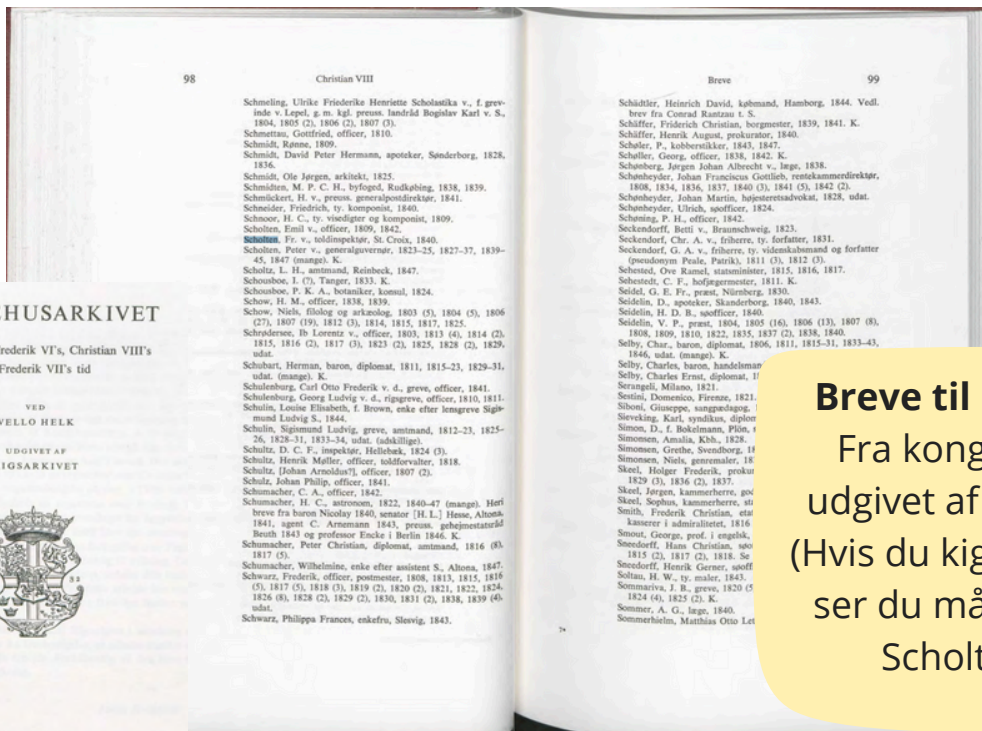 98 Christian VIII
Schmeling, Ulrike Friederike Henriette Scholastika v., f. grev-
inde v. Lepel, g. m. kgl. preuss. landråd Bogislav Karl v. S.,
1804, 1805 (2), 1806 (2), 1807 (3).
Schmettau, Gottfried, officer, 1810.
Schmidt, Rønne, 1809.
Schmidt, David Peter Hermann, apoteker, Sønderborg, 1828,
1836.
Schmidt, Ole Jørgen, arkitekt, 1825.
Schmidten, M. P. C. H., byfoged, Rudkøbing, 1838, 1839.
Schmückert, H. v., preuss. generalpostdirektør, 1841.
Schneider, Friedrich, ty. komponist, 1840.
Schnoor, H. C., ty. visedigter og komponist, 1809.
Scholten, Emil v., officer, 1809, 1842.
Scholten, Fr. v., toldinspektør, St. Croix, 1840.
Scholten, Peter v., generalguvernør, 1823-25, 1827-37, 1839-
45, 1847 (mange). K.
Scholtz, L. H., amtmand, Reinbeck, 1847.
Schousboe, I. (?), Tanger, 1833. K.
Schousboe, P. K. A., botaniker, konsul, 1824.
Schow, H. M., officer, 1838, 1839.
Schow, Niels, filolog og arkæolog, 1803 (5), 1804 (5), 1806
(27), 1807 (19), 1812 (3), 1814, 1815, 1817, 1825.
Schrødersee, Ib Lorentz v., officer, 1803, 1813 (4), 1814 (2),
1815, 1816 (2), 1817 (3), 1823 (2), 1825, 1828 (2), 1829,
udat.
Schubart, Herman, baron, diplomat, 1811, 1815-23, 1829-31,
udat. (mange). K.
Schulenburg, Carl Otto Frederik v. d., greve, officer, 1841.
Schulenburg, Georg Ludvig v. d., rigsgreve, officer, 1810, 1811.
Schulin, Louise Elisabeth, f. Brown, enke efter lensgreve Sigis-
mund Ludvig S., 1844.
Schulin, Sigismund Ludvig, greve, amtmand, 1812-23, 1825-
26, 1828-31, 1833-34, udat. (adskillige).
Schultz, D. C. F., inspektør, Hellebæk, 1824 (3).
Schultz, Henrik Møller, officer, toldforvalter, 1818.
Schultz, [Johan Arnoldus?], officer, 1807 (2).
Schulz, Johan Philip, officer, 1841.
Schumacher, C. A., officer, 1842.
Schumacher, H. C., astronom, 1822, 1840-47 (mange). Heri
breve fra baron Nicolay 1840, senator [H. L.] Hesse, Altona,
1841, agent C. Arnemann 1843, preuss. gehejmestatsråd
Beuth 1843 og professor Encke i Berlin 1846. K.
Schumacher, Peter Christian, diplomat, amtmand, 1816 (8),
1817 (5).
Schumacher, Wilhelmine, enke efter assistent S., Altona, 1847.
Schwarz, Frederik, officer, postmester, 1808, 1813, 1815, 1816
(5), 1817 (5), 1818 (3), 1819 (2), 1820 (2), 1821, 1822, 1824,
1826 (8), 1828 (2), 1829 (2), 1830, 1831 (2), 1838, 1839 (4),
udat.
Schwarz, Philippa Frances, enkefru, Slesvig, 1843.
HUSARKIVET
rederik VI's, Christian VIII's
Frederik VII's tid
VED
VELLO HELK
UDGIVET AF
IGSARKIVET
Breve 99
Schädtler, Heinrich David, købmand, Hamborg, 1844. Vedl.
brev fra Conrad Rantzau t. S.
Schäffer, Friderich Christian, borgmester, 1839, 1841. K.
Schäffer, Henrik August, prokurator, 1840.
Schøler, P., kobberstikker, 1843, 1847.
Schøller, Georg, officer, 1838, 1842. K.
Schønberg, Jørgen Johan Albrecht v., læge, 1838.
Schønheyder, Johan Franciscus Gottlieb, rentekammerdirektør,
1808, 1834, 1836, 1837, 1840 (3), 1841 (5), 1842 (2).
Schønheyder, Johan Martin, højesteretsadvokat, 1828, udat.
Schønheyder, Ulrich, søofficer, 1824.
Schøning, P. H., officer, 1842.
Seckendorff, Betti v., Braunschweig, 1823.
Seckendorf, Chr. A. v., friherre, ty. forfatter, 1831.
Seckendorf, G. A. v., friherre, ty. videnskabsmand og forfatter
(pseudonym Peale, Patrik), 1811 (3), 1812 (3).
Sehested, Ove Ramel, statsminister, 1815, 1816, 1817.
Sehestedt, C. F., hofjægermester, 1811. K.
Seidel, G. E. Fr., præst, Nürnberg, 1830.
Seidelin, D., apoteker, Skanderborg, 1840, 1843.
Seidelin, H. D. B., søofficer, 1840.
Seidelin, V. P., præst, 1804, 1805 (16), 1806 (13), 1807 (8),
1808, 1809, 1810, 1822, 1835, 1837 (2), 1838, 1840.
Selby, Char., baron, diplomat, 1806, 1811, 1815-31, 1833-43,
1846, udat. (mange). K.
Selby, Charles, baron, handelsman
Selby, Charles Ernst, diplomat, 1
Serangeli, Milano, 1821.
Sestini, Domenico, Firenze, 1821.
Siboni, Giuseppe, sangpædagog,
Sieveking, Karl, syndikus, diplom
Simon, D., f. Bokelmann, Plön,
Simonsen, Amalia, Kbh., 1828.
Simonsen, Grethe, Svendborg, 1
Simonsen, Niels, genremaler, 18
Skeel, Holger Frederik, prokur
1829 (3), 1836 (2), 1837.
Skeel, Jørgen, kammerherre, go
Skeel, Sophus, kammerherre, st
Smith, Frederik Christian, etat
kasserer i admiralitetet, 1816
Smout, George, prof. i engelsk,
Sneedorff, Hans Christian, søo
1815 (2), 1817 (2), 1818. Se
Sneedorff, Henrik Gerner, søoff
Soltau, H. W., ty. maler, 1843.
Sommariva, J. B., greve, 1820 (5
1824 (4), 1825 (2). K.
Sommer, A. G., læge, 1840.
Sommerhielm, Matthias Otto Le
7*
Breve til
Fra kong
udgivet af
(Hvis du kig
ser du må
Scholt